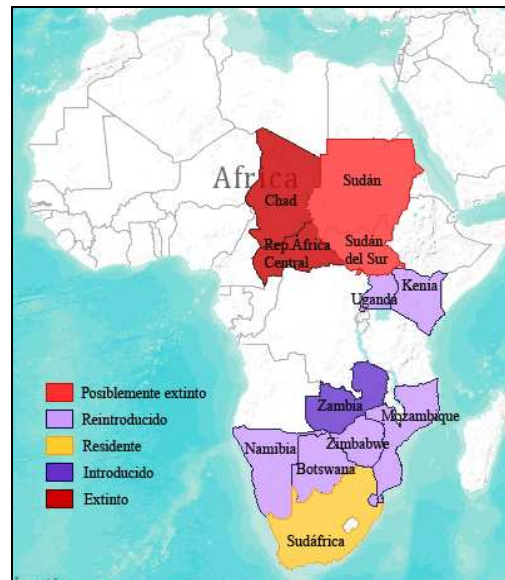 Africa
Chad
Sudán
Rep.África
Central
Sudán
del Sur
Uganda
Kenia
Zambia
Mozambique
Zimbabwe
Namibia
Botswana
Sudáfrica
Posiblemente extinto
Reintroducido
Residente
Introducido
Extinto